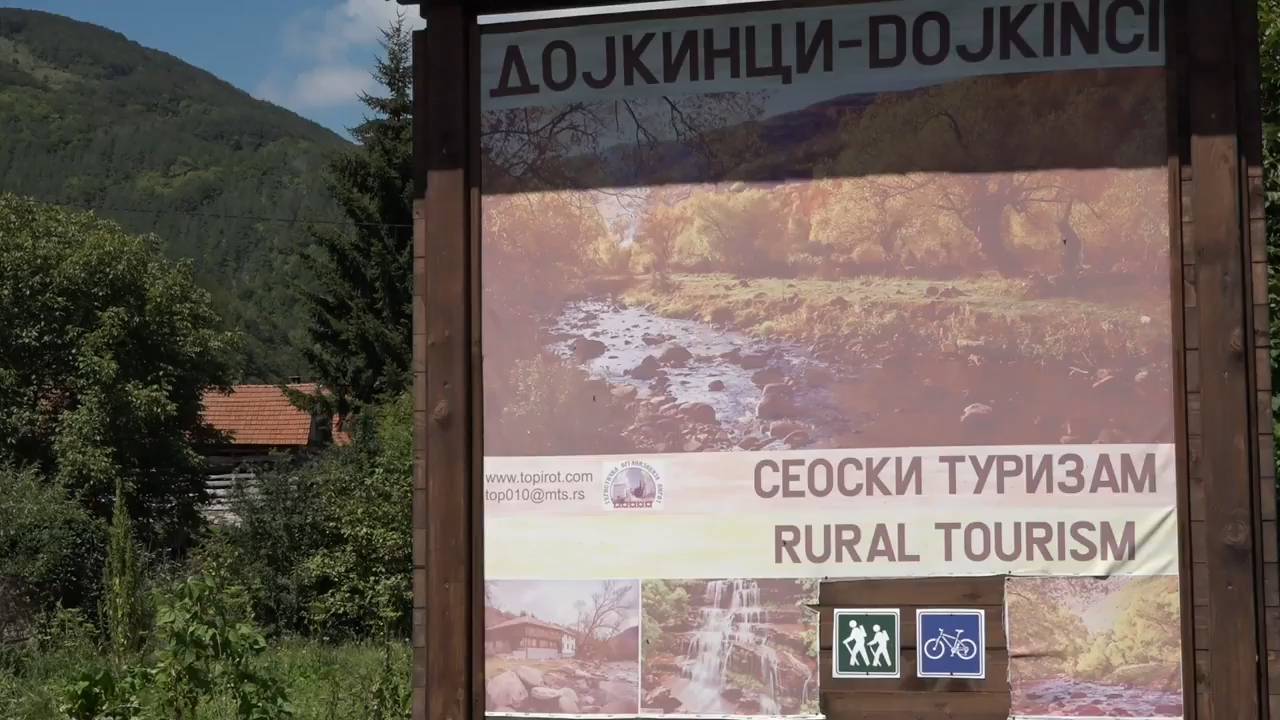 ДОЈКИНЦИ-DOJKINCI
www.topirot.com
top010@mts.rs
СЕОСКИ ТУРИЗАМ
RURAL TOURISM